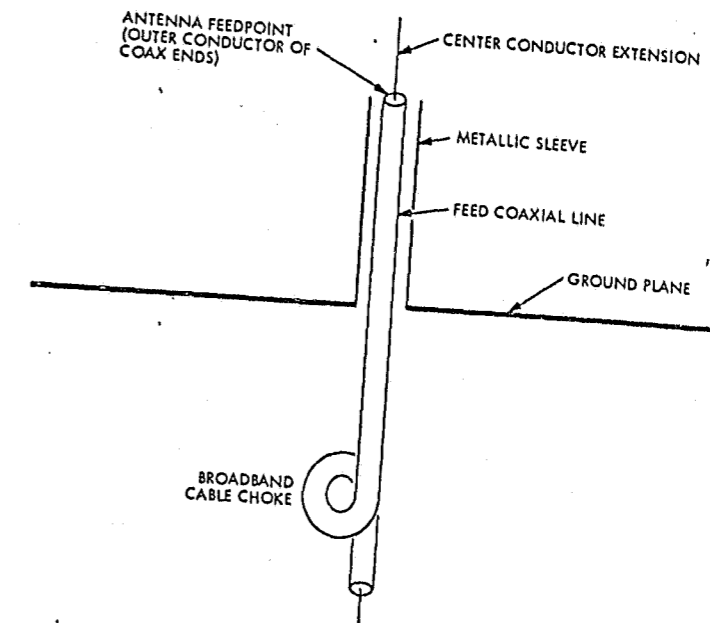 ANTENNA FEEDPOINT
(OUTER CONDUCTOR OF
COAX ENDS)
CENTER CONDUCTOR EXTENSION
METALLIC SLEEVE
FEED COAXIAL LINE
GROUND PLANE
BROADBAND
CABLE CHOKE